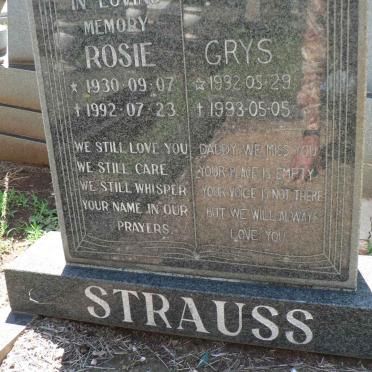 IN LOVING
MEMORY
ROSIE
* 1930·09·07
† 1992·07·23
WE STILL LOVE YOU
WE STILL CARE
WE STILL WHISPER
YOUR NAME IN OUR
PRAYERS
GRYS
☆1932·05·29
†1993·05·05
DADDY WE MISS YOU
YOUR PLACE IS EMPTY
YOUR VOICE IS NOT THERE
BUT WE WILL ALWAYS
LOVE YOU
STRAUSS